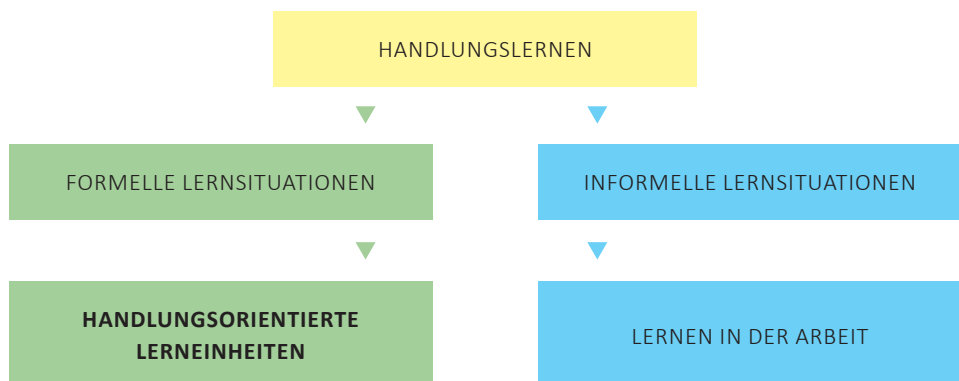 HANDLUNGSLERNEN
FORMELLE LERNSITUATIONEN
INFORMELLE LERNSITUATIONEN
HANDLUNGSORIENTIERTE
LERNEINHEITEN
LERNEN IN DER ARBEIT